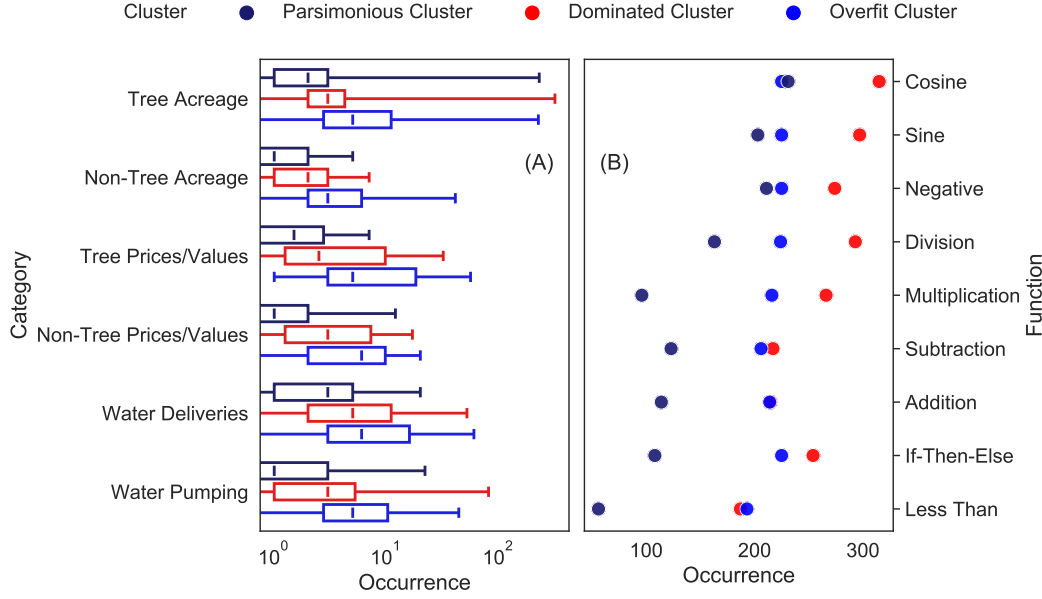 Cluster Parsimonious Cluster Dominated Cluster Overfit Cluster
Category
Tree Acreage
Non-Tree Acreage
Tree Prices/Values
Non-Tree Prices/Values
Water Deliveries
Water Pumping
(A)
10^0 10^1 10^2
Occurrence
(B)
Cosine
Sine
Negative
Division
Multiplication
Subtraction
Addition
If-Then-Else
Less Than
Function
100 200 300
Occurrence